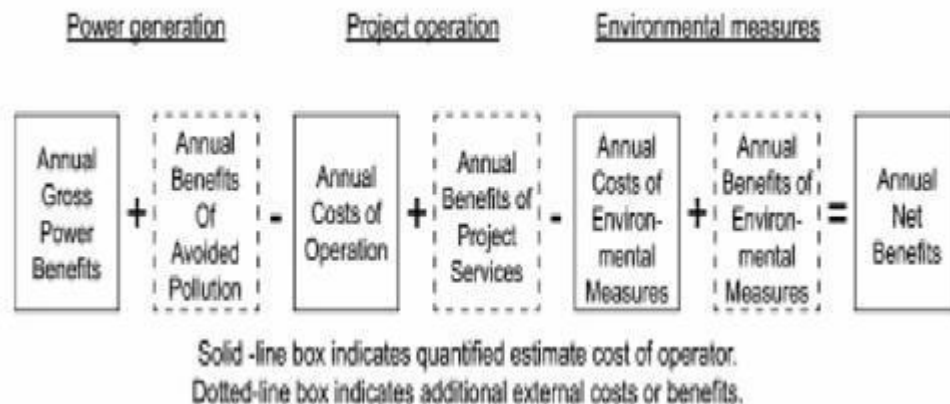 Power generation
Project operation
Environmental measures
Annual
Gross
Power
Benefits
+
Annual
Benefits
Of
Avoided
Pollution
-
Annual
Costs of
Operation
+
Annual
Benefits of
Project
Services
-
Annual
Costs of
Environ-
mental
Measures
+
Annual
Benefits of
Environ-
mental
Measures
=
Annual
Net
Benefits
Solid -line box indicates quantified estimate cost of operator.
Dotted-line box indicates additional external costs or benefits.